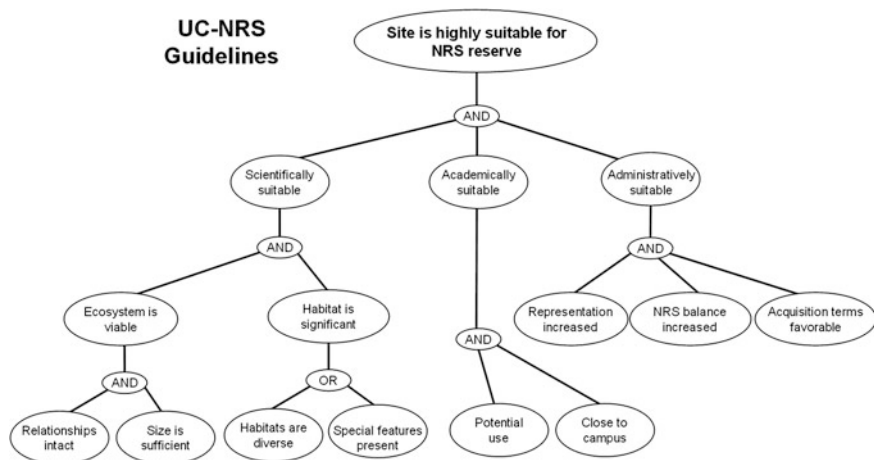 UC-NRS
Guidelines
Site is highly suitable for
NRS reserve
AND
Scientifically
suitable
Academically
suitable
Administratively
suitable
AND
AND
Ecosystem is
viable
Habitat is
significant
Representation
increased
NRS balance
increased
Acquisition terms
favorable
AND
AND
OR
Relationships
intact
Size is
sufficient
Habitats are
diverse
Special features
present
Potential
use
Close to
campus